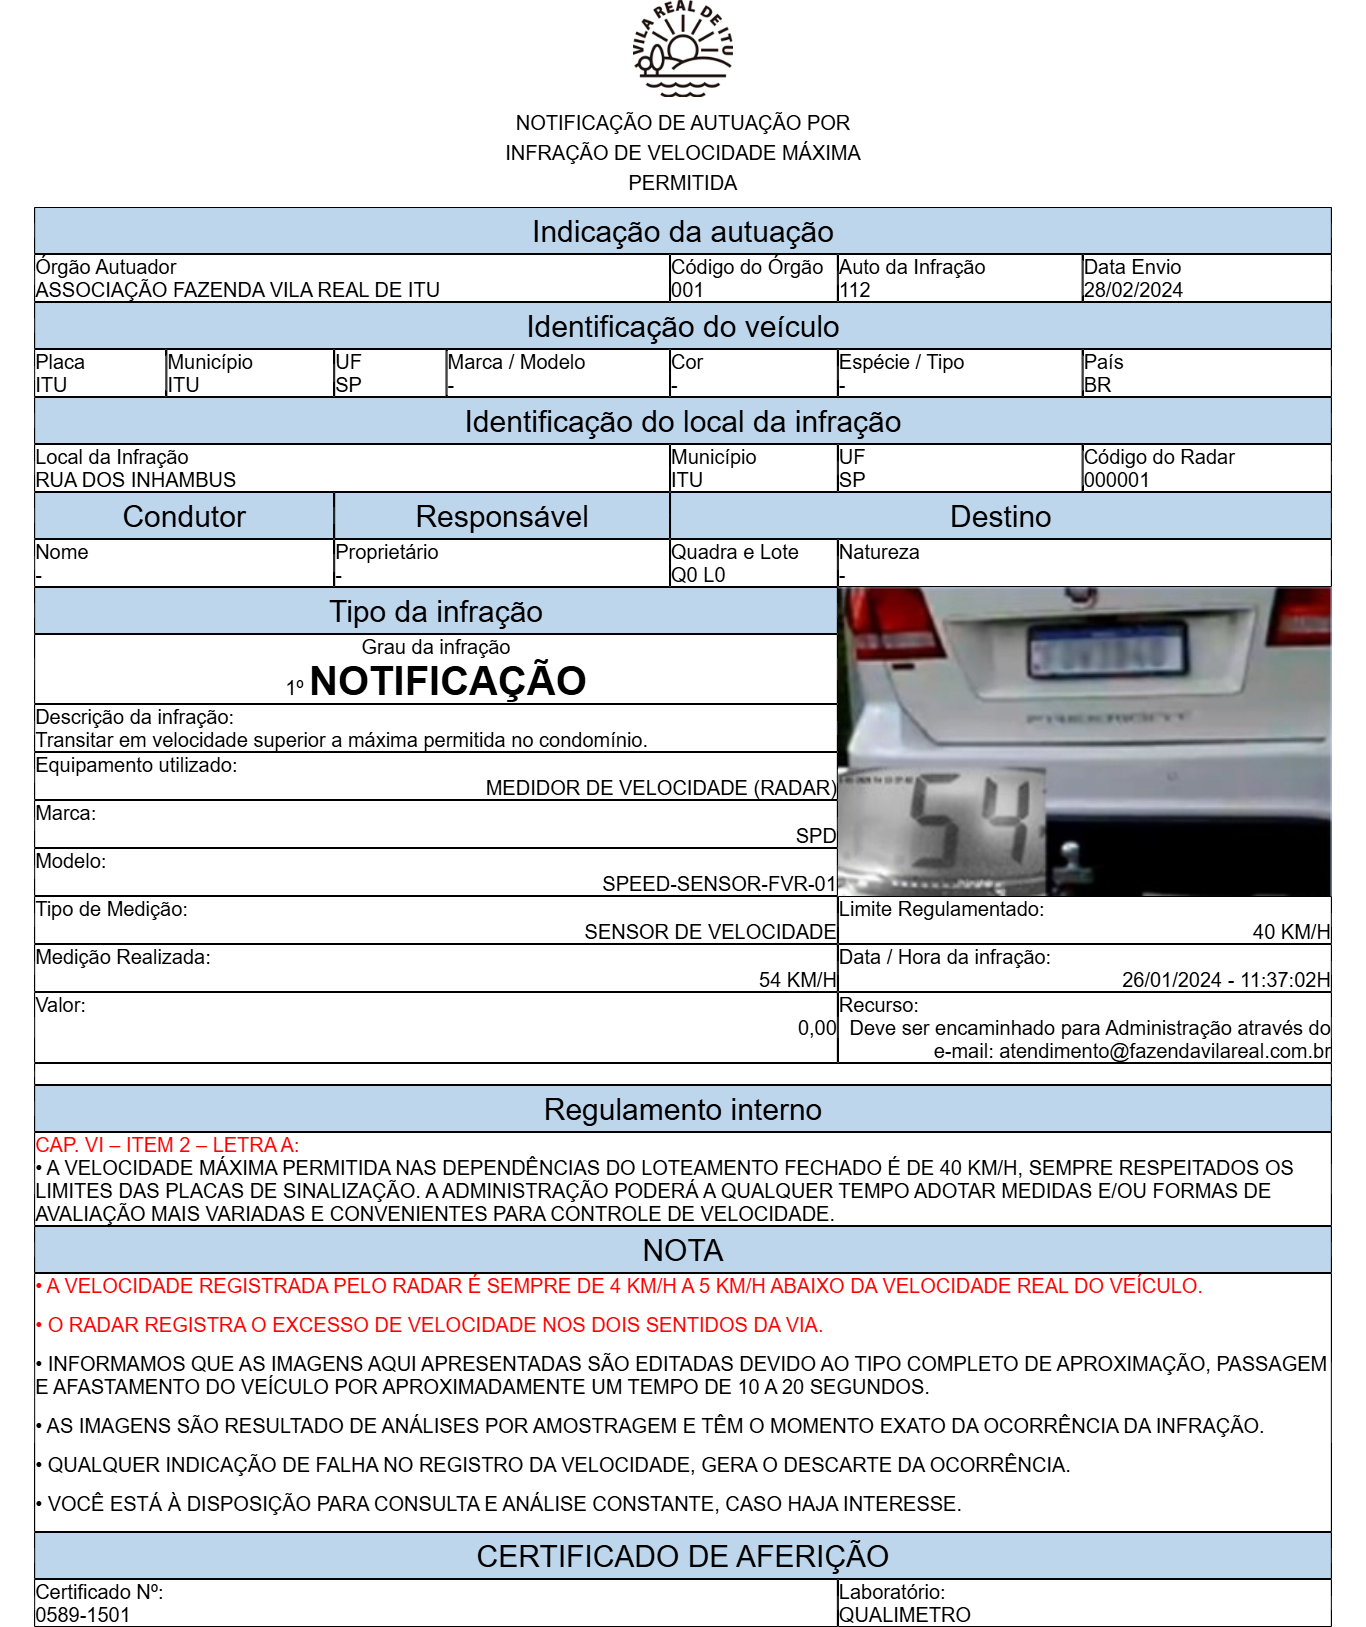 VILA REAL DE ITU
NOTIFICAÇÃO DE AUTUAÇÃO POR
INFRAÇÃO DE VELOCIDADE MÁXIMA
PERMITIDA
Indicação da autuação
Órgão Autuador
ASSOCIAÇÃO FAZENDA VILA REAL DE ITU
Código do Órgão
001
Auto da Infração
112
Data Envio
28/02/2024
Identificação do veículo
Placa
ITU
Município
ITU
UF
SP
Marca / Modelo
-
Cor
-
Espécie / Tipo
-
País
BR
Identificação do local da infração
Local da Infração
RUA DOS INHAMBUS
Município
ITU
UF
SP
Código do Radar
000001
Condutor
Responsável
Destino
Nome
-
Proprietário
-
Quadra e Lote
Q0 L0
Natureza
-
Tipo da infração
Grau da infração
1º NOTIFICAÇÃO
Descrição da infração:
Transitar em velocidade superior a máxima permitida no condomínio.
Equipamento utilizado:
MEDIDOR DE VELOCIDADE (RADAR)
Marca:
SPD
Modelo:
SPEED-SENSOR-FVR-01
FREEMONT
54
Tipo de Medição:
SENSOR DE VELOCIDADE
Limite Regulamentado:
40 KM/H
Medição Realizada:
54 KM/H
Data / Hora da infração:
26/01/2024 - 11:37:02H
Valor:
0,00
Recurso:
Deve ser encaminhado para Administração através do
e-mail: atendimento@fazendavilareal.com.br
Regulamento interno
CAP. VI – ITEM 2 – LETRA A:
• A VELOCIDADE MÁXIMA PERMITIDA NAS DEPENDÊNCIAS DO LOTEAMENTO FECHADO É DE 40 KM/H, SEMPRE RESPEITADOS OS
LIMITES DAS PLACAS DE SINALIZAÇÃO. A ADMINISTRAÇÃO PODERÁ A QUALQUER TEMPO ADOTAR MEDIDAS E/OU FORMAS DE
AVALIAÇÃO MAIS VARIADAS E CONVENIENTES PARA CONTROLE DE VELOCIDADE.
NOTA
• A VELOCIDADE REGISTRADA PELO RADAR É SEMPRE DE 4 KM/H A 5 KM/H ABAIXO DA VELOCIDADE REAL DO VEÍCULO.
• O RADAR REGISTRA O EXCESSO DE VELOCIDADE NOS DOIS SENTIDOS DA VIA.
• INFORMAMOS QUE AS IMAGENS AQUI APRESENTADAS SÃO EDITADAS DEVIDO AO TIPO COMPLETO DE APROXIMAÇÃO, PASSAGEM
E AFASTAMENTO DO VEÍCULO POR APROXIMADAMENTE UM TEMPO DE 10 A 20 SEGUNDOS.
• AS IMAGENS SÃO RESULTADO DE ANÁLISES POR AMOSTRAGEM E TÊM O MOMENTO EXATO DA OCORRÊNCIA DA INFRAÇÃO.
• QUALQUER INDICAÇÃO DE FALHA NO REGISTRO DA VELOCIDADE, GERA O DESCARTE DA OCORRÊNCIA.
• VOCÊ ESTÁ À DISPOSIÇÃO PARA CONSULTA E ANÁLISE CONSTANTE, CASO HAJA INTERESSE.
CERTIFICADO DE AFERIÇÃO
Certificado Nº:
0589-1501
Laboratório:
QUALIMETRO